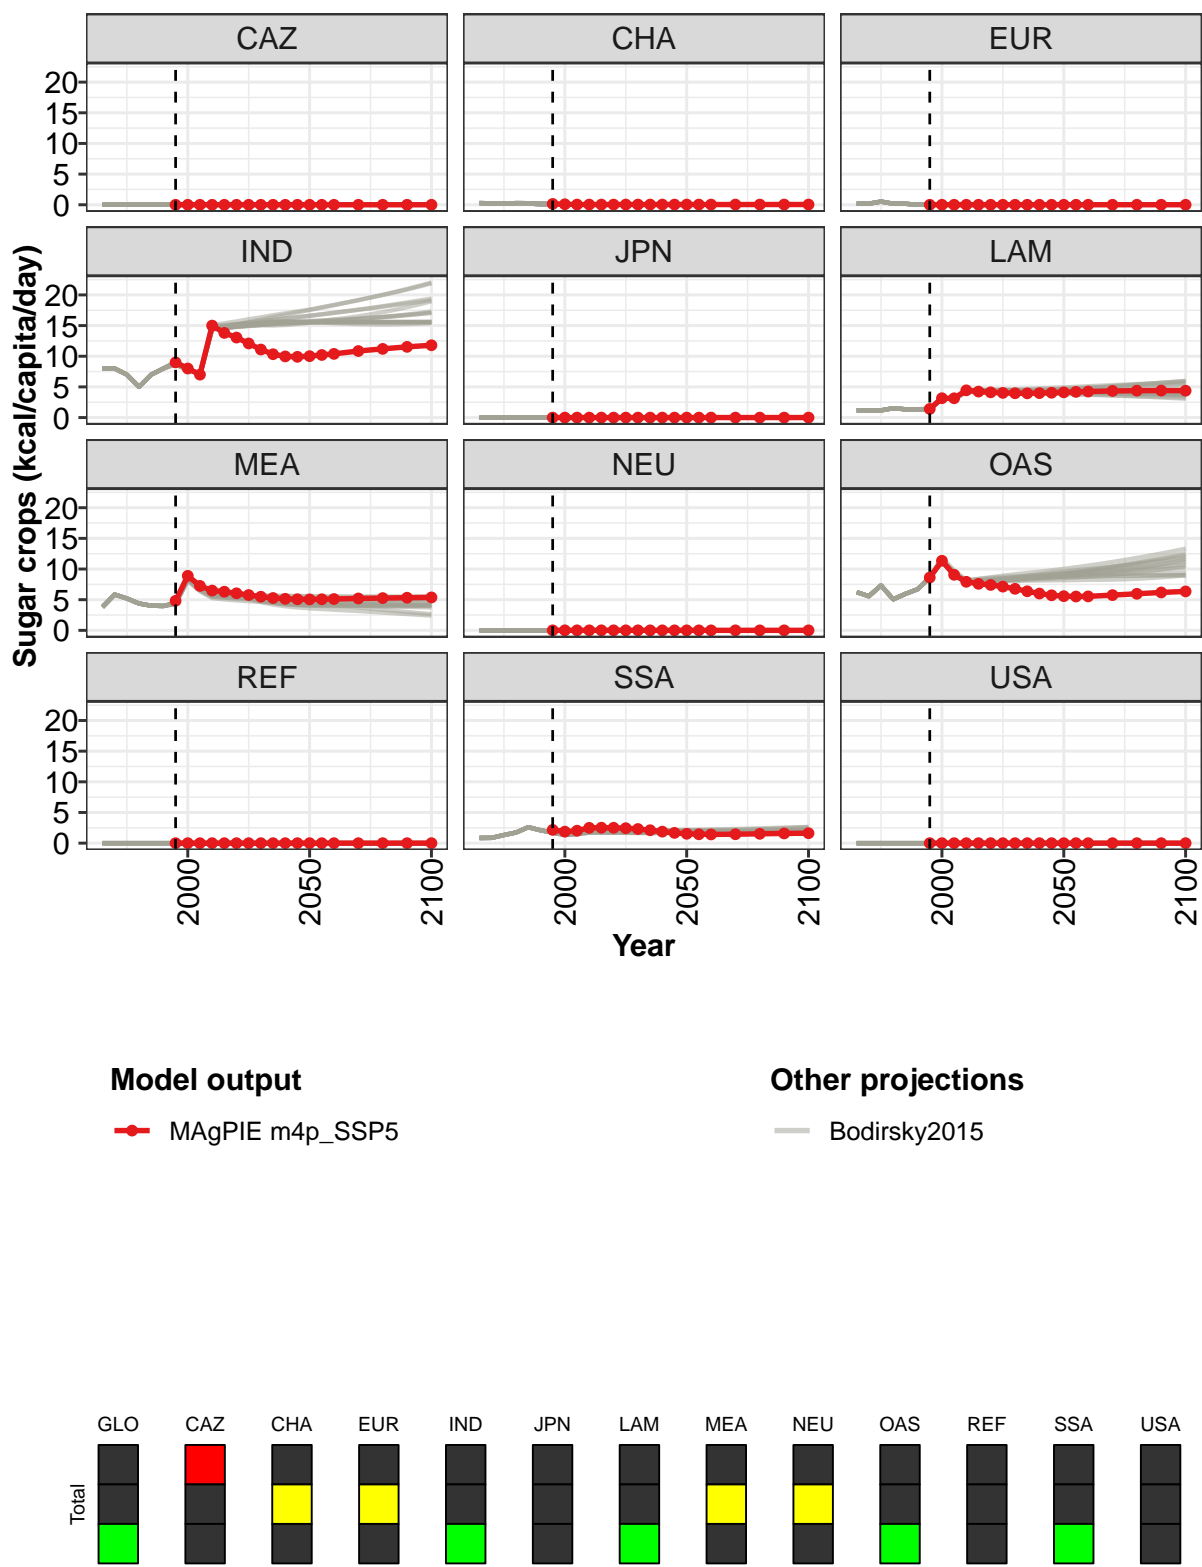 CAZ CHA EUR
20
15
10
5
0
IND JPN LAM
20
15
10
5
0
MEA NEU OAS
20
15
10
5
0
REF SSA USA
20
15
10
5
0
2000 2050 2100 2000 2050 2100 2000 2050 2100
Year
Sugar crops (kcal/capita/day)
Model output
MAgPIE m4p_SSP5
Other projections
Bodirsky2015
GLO CAZ CHA EUR IND JPN LAM MEA NEU OAS REF SSA USA
Total